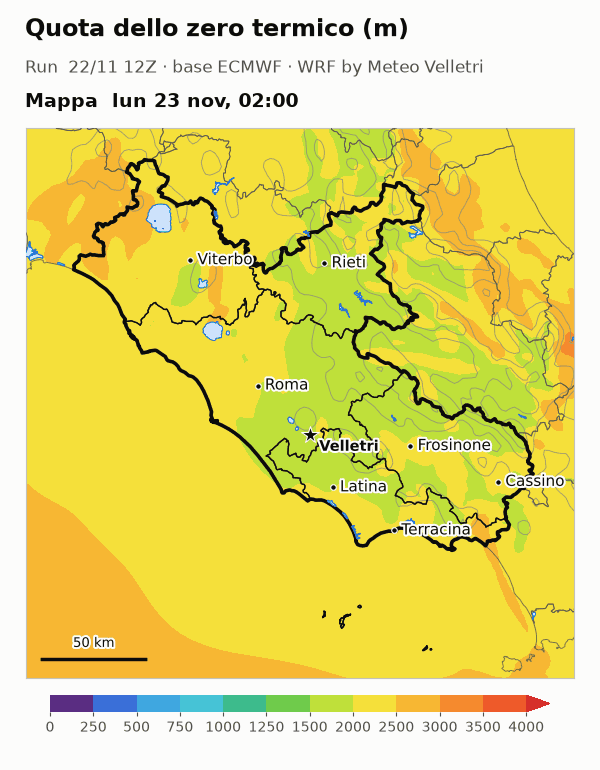 Quota dello zero termico (m)
Run  22/11 12Z · base ECMWF · WRF by Meteo Velletri
Mappa  lun 23 nov, 02:00
Viterbo
Rieti
Roma
Velletri
Frosinone
Cassino
Latina
Terracina
50 km
0 250 500 750 1000 1250 1500 2000 2500 3000 3500 4000